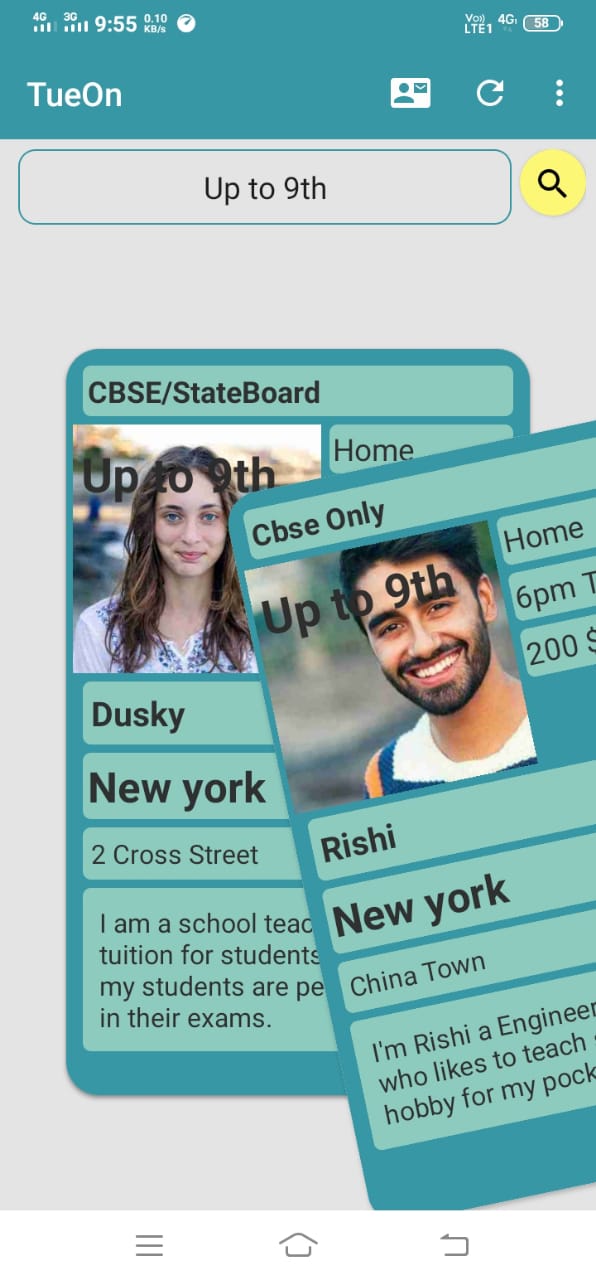 4G 3G 9:55 0.10 KB/s Vo)) LTE1 4G 58
TueOn
Up to 9th
CBSE/StateBoard
Up to 9th
Home
Dusky
New york
2 Cross Street
I am a school
tuition for students
my students are
in their exams.
Cbse Only
Up to 9th
Home
6pm
200 $
Rishi
New york
China Town
I'm Rishi a Engineer
who likes to teach
hobby for my